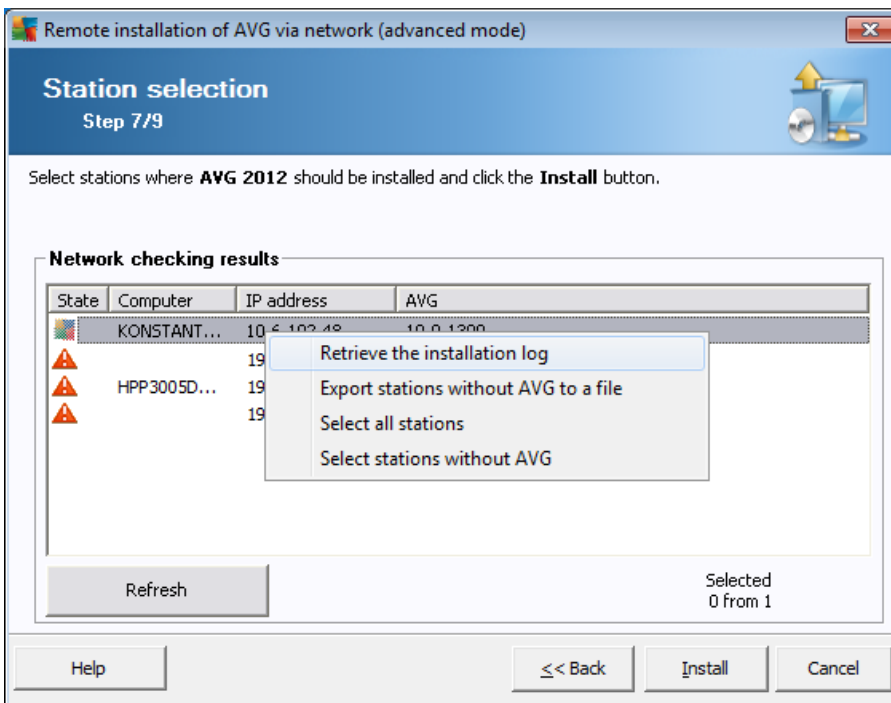 Remote installation of AVG via network (advanced mode)
Station selection
Step 7/9
Select stations where AVG 2012 should be installed and click the Install button.
Network checking results
State Computer IP address AVG
KONSTANT...
19
HPP3005D... 19
19
Retrieve the installation log
Export stations without AVG to a file
Select all stations
Select stations without AVG
Refresh
Selected
0 from 1
Help
<< Back
Install
Cancel